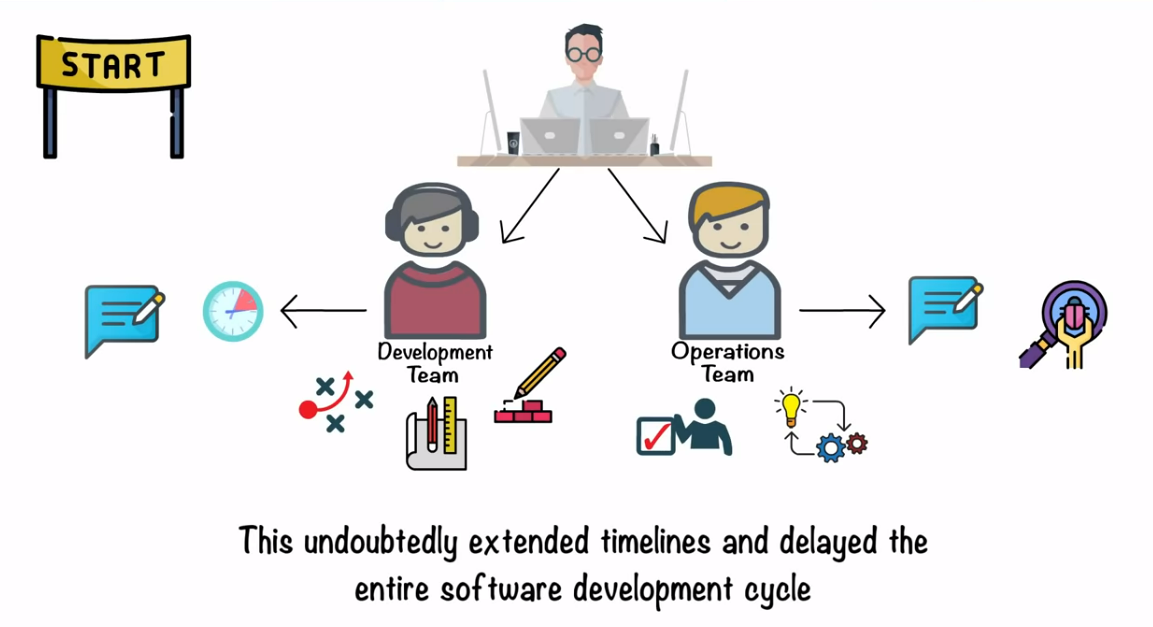 START
Development
Team
Operations
Team
This undoubtedly extended timelines and delayed the
entire software development cycle